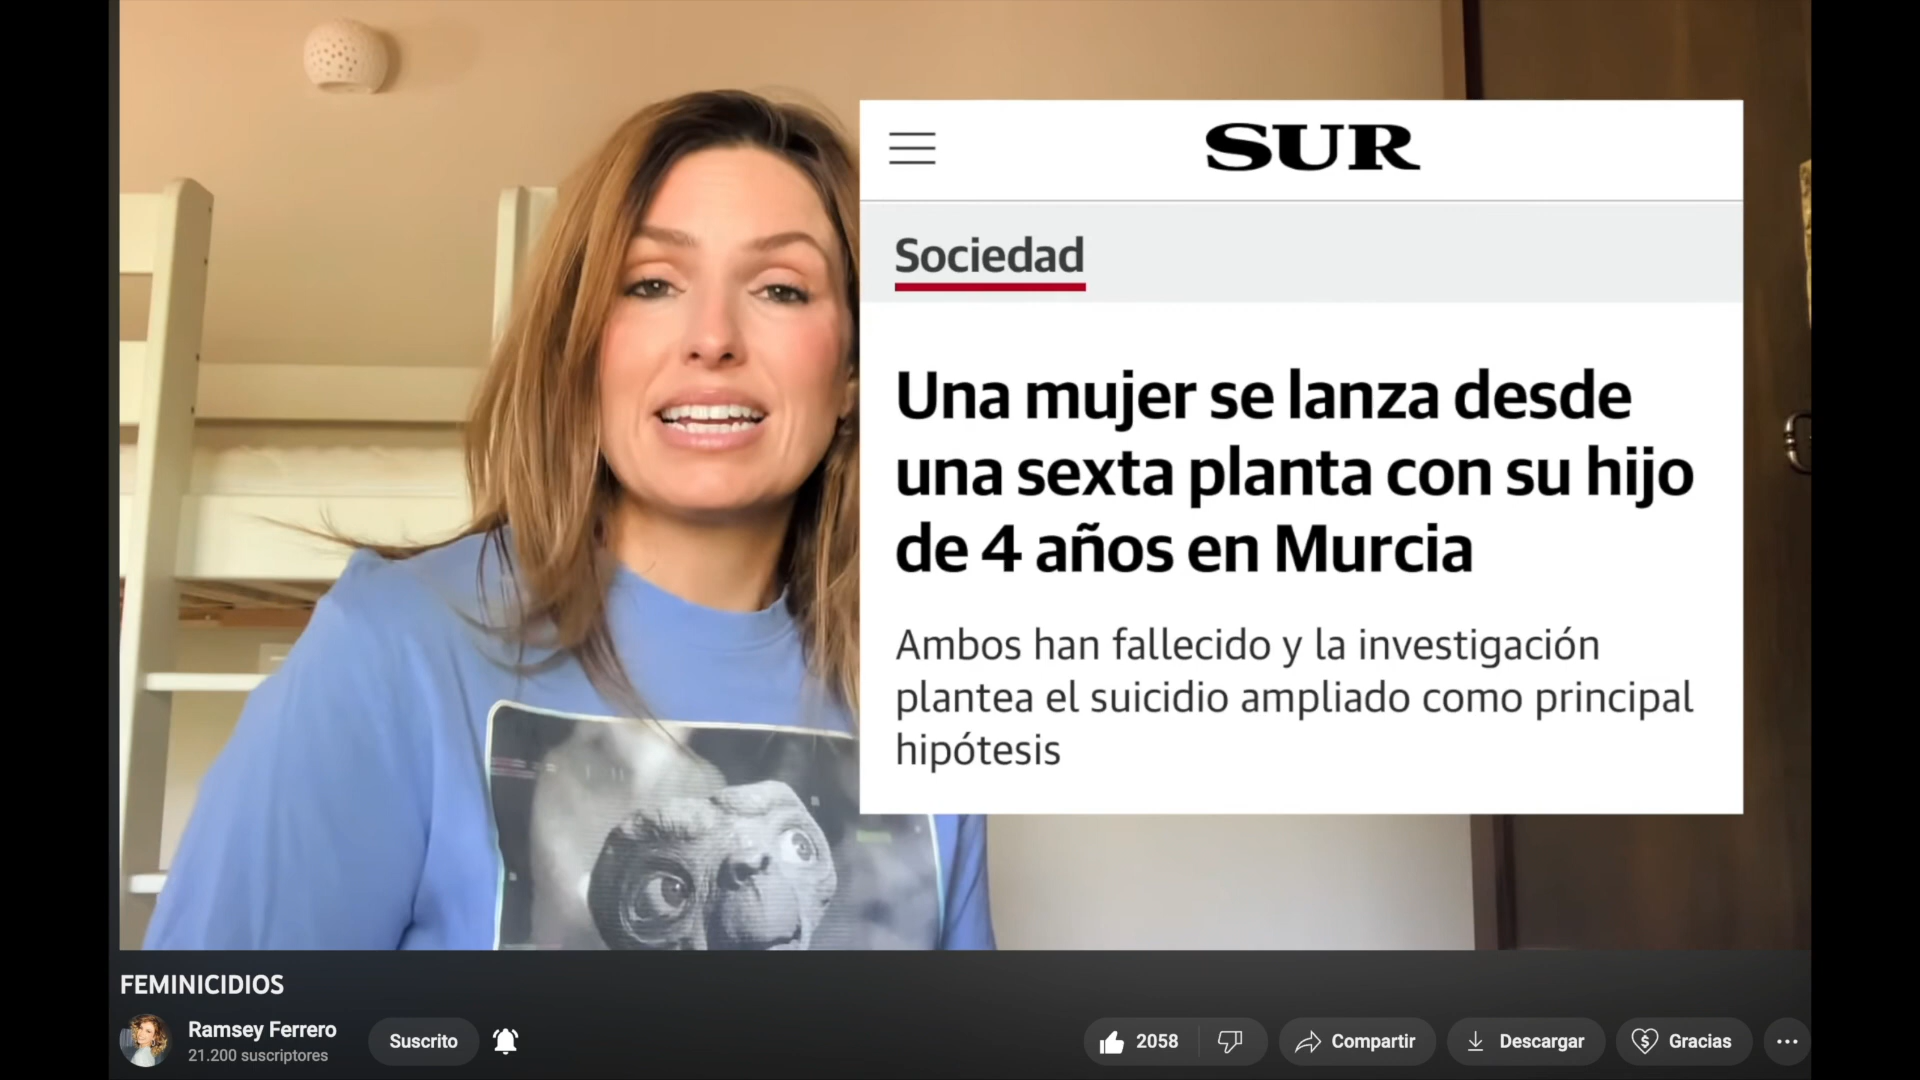 SUR
Sociedad
Una mujer se lanza desde
una sexta planta con su hijo
de 4 años en Murcia
Ambos han fallecido y la investigación
plantea el suicidio ampliado como principal
hipótesis
FEMINICIDIOS
Ramsey Ferrero
21.200 suscriptores
Suscrito
2058
Compartir
Descargar
Gracias